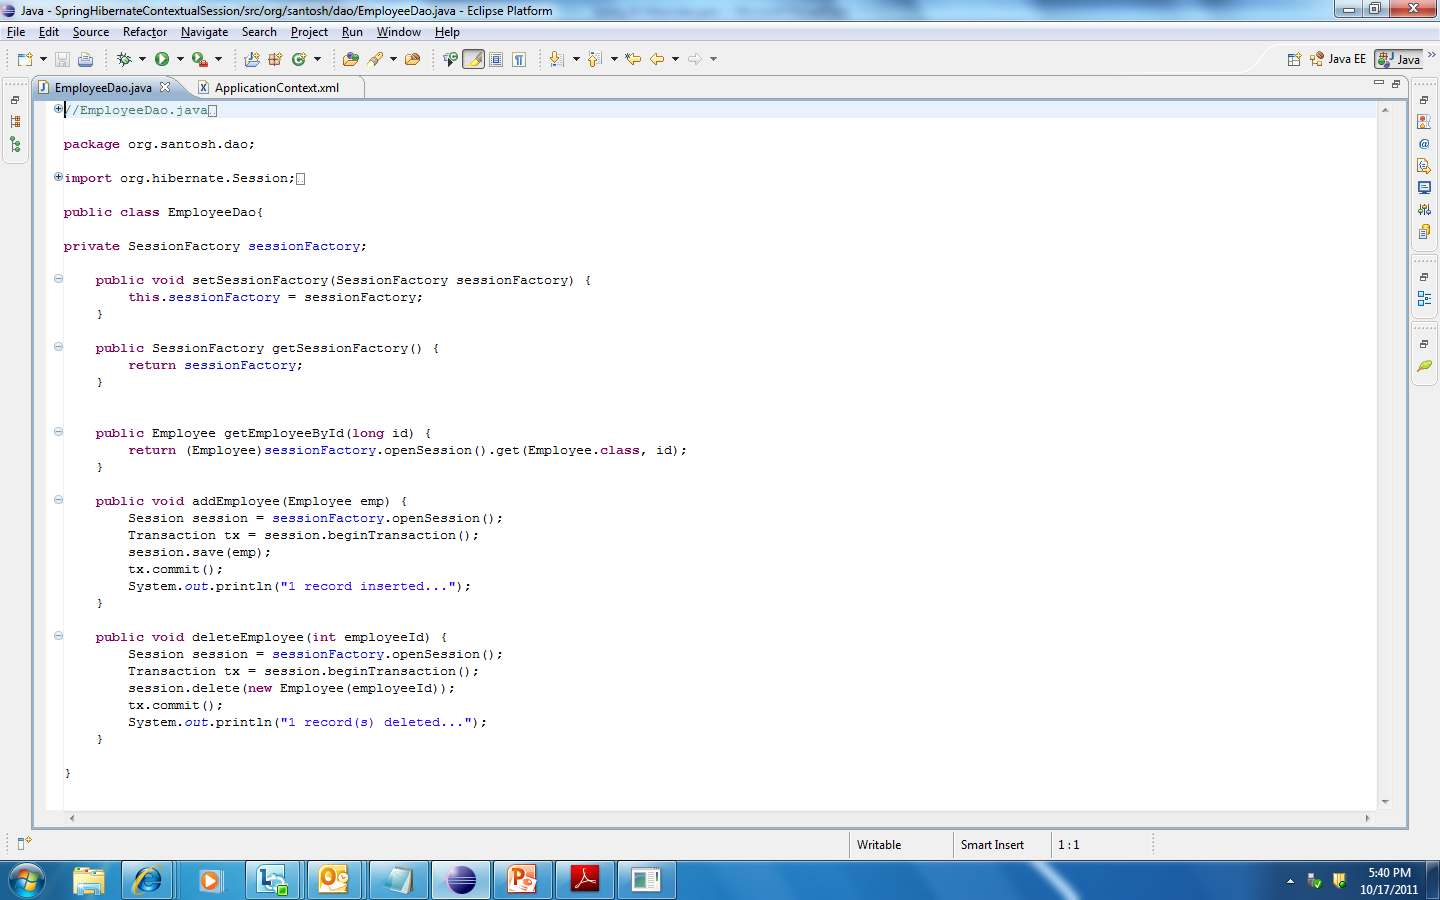 Java - SpringHibernateContextualSession/src/org/santosh/dao/EmployeeDao.java - Eclipse Platform
File Edit Source Refactor Navigate Search Project Run Window Help
Java EE Java
EmployeeDao.java ApplicationContext.xml
//EmployeeDao.java
package org.santosh.dao;
import org.hibernate.Session;
public class EmployeeDao{
private SessionFactory sessionFactory;
public void setSessionFactory(SessionFactory sessionFactory) {
this.sessionFactory = sessionFactory;
}
public SessionFactory getSessionFactory() {
return sessionFactory;
}
public Employee getEmployeeById(long id) {
return (Employee)sessionFactory.openSession().get(Employee.class, id);
}
public void addEmployee(Employee emp) {
Session session = sessionFactory.openSession();
Transaction tx = session.beginTransaction();
session.save(emp);
tx.commit();
System.out.println("1 record inserted...");
}
public void deleteEmployee(int employeeId) {
Session session = sessionFactory.openSession();
Transaction tx = session.beginTransaction();
session.delete(new Employee(employeeId));
tx.commit();
System.out.println("1 record(s) deleted...");
}
}
Writable Smart Insert 1 : 1
5:40 PM
10/17/2011